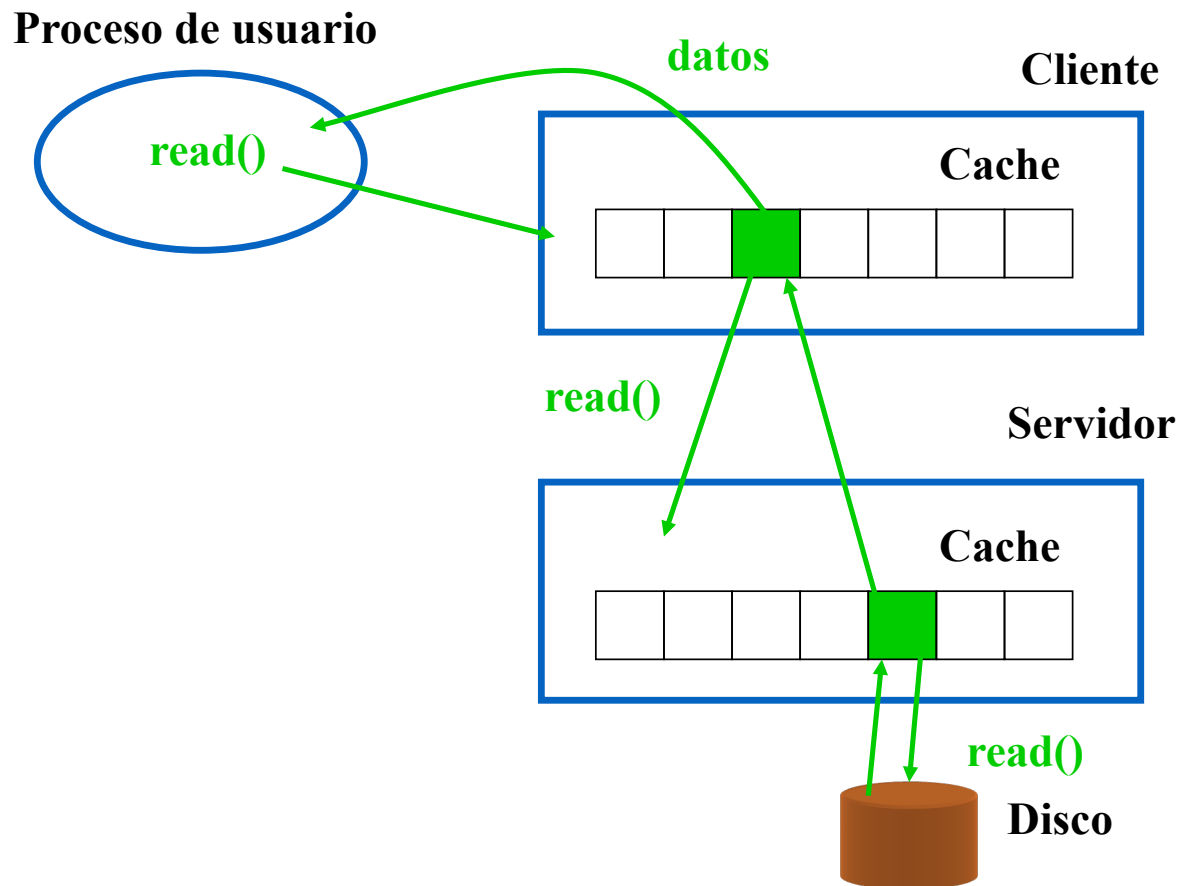 Proceso de usuario
datos
Cliente
read()
Cache
read()
Servidor
Cache
read()
Disco